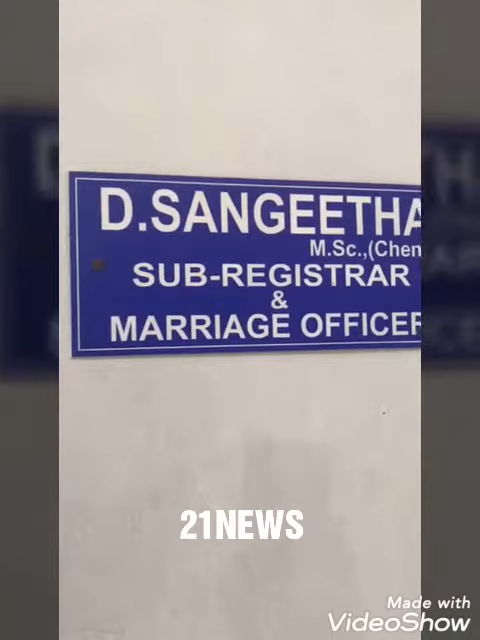 D.SANGEETHA
M.Sc.,(Chem
SUB-REGISTRAR
&
MARRIAGE OFFICER
21NEWS
Made with
VideoShow